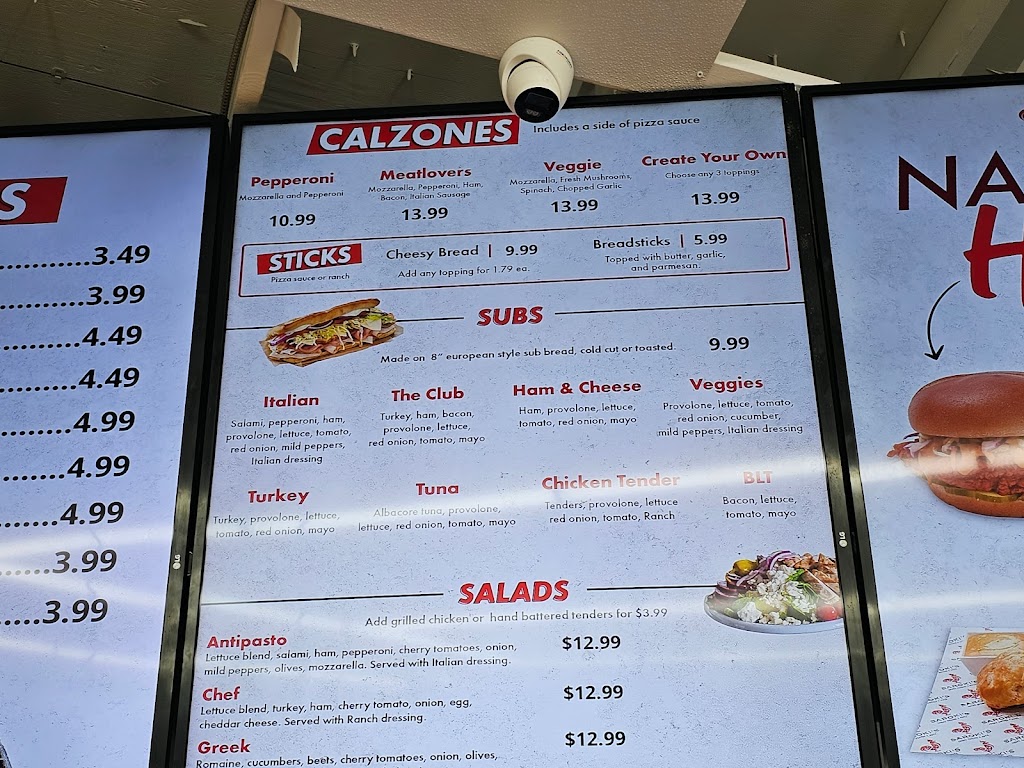 S
............3.49
............3.99
..........4.49
..........4.49
.........4.99
........4.99
.......4.99
......3.99
.....3.99
CALZONES Includes a side of pizza sauce
Pepperoni
Mozzarella and Pepperoni
10.99
Meatlovers
Mozzarella, Pepperoni, Ham,
Bacon, Italian Sausage
13.99
Veggie
Mozzarella, Fresh Mushrooms,
Spinach, Chopped Garlic
13.99
Create Your Own
Choose any 3 toppings
13.99
STICKS
Pizza sauce or ranch
Cheesy Bread | 9.99
Add any topping for 1.79 ea.
Breadsticks | 5.99
Topped with butter, garlic,
and parmesan.
SUBS
Made on 8" european style sub bread, cold cut or toasted. 9.99
Italian
Salami, pepperoni, ham,
provolone, lettuce, tomato,
red onion, mild peppers,
Italian dressing
The Club
Turkey, ham, bacon,
provolone, lettuce,
red onion, tomato, mayo
Ham & Cheese
Ham, provolone, lettuce,
tomato, red onion, mayo
Veggies
Provolone, lettuce, tomato,
red onion, cucumber,
mild peppers, Italian dressing
Turkey
Turkey, provolone, lettuce,
tomato, red onion, mayo
Tuna
Albacore tuna, provolone,
lettuce, red onion, tomato, mayo
Chicken Tender
Tenders, provolone, lettuce
red onion, tomato, Ranch
BLT
Bacon, lettuce,
tomato, mayo
SALADS
Add grilled chicken or hand battered tenders for $3.99
Antipasto $12.99
Lettuce blend, salami, ham, pepperoni, cherry tomatoes, onion,
mild peppers, olives, mozzarella. Served with Italian dressing.
Chef $12.99
Lettuce blend, turkey, ham, cherry tomato, onion, egg,
cheddar cheese. Served with Ranch dressing.
Greek $12.99
Romaine, cucumbers, beets, cherry tomatoes, onion, olives,
LG
LG
NA
H
SAROKI'S